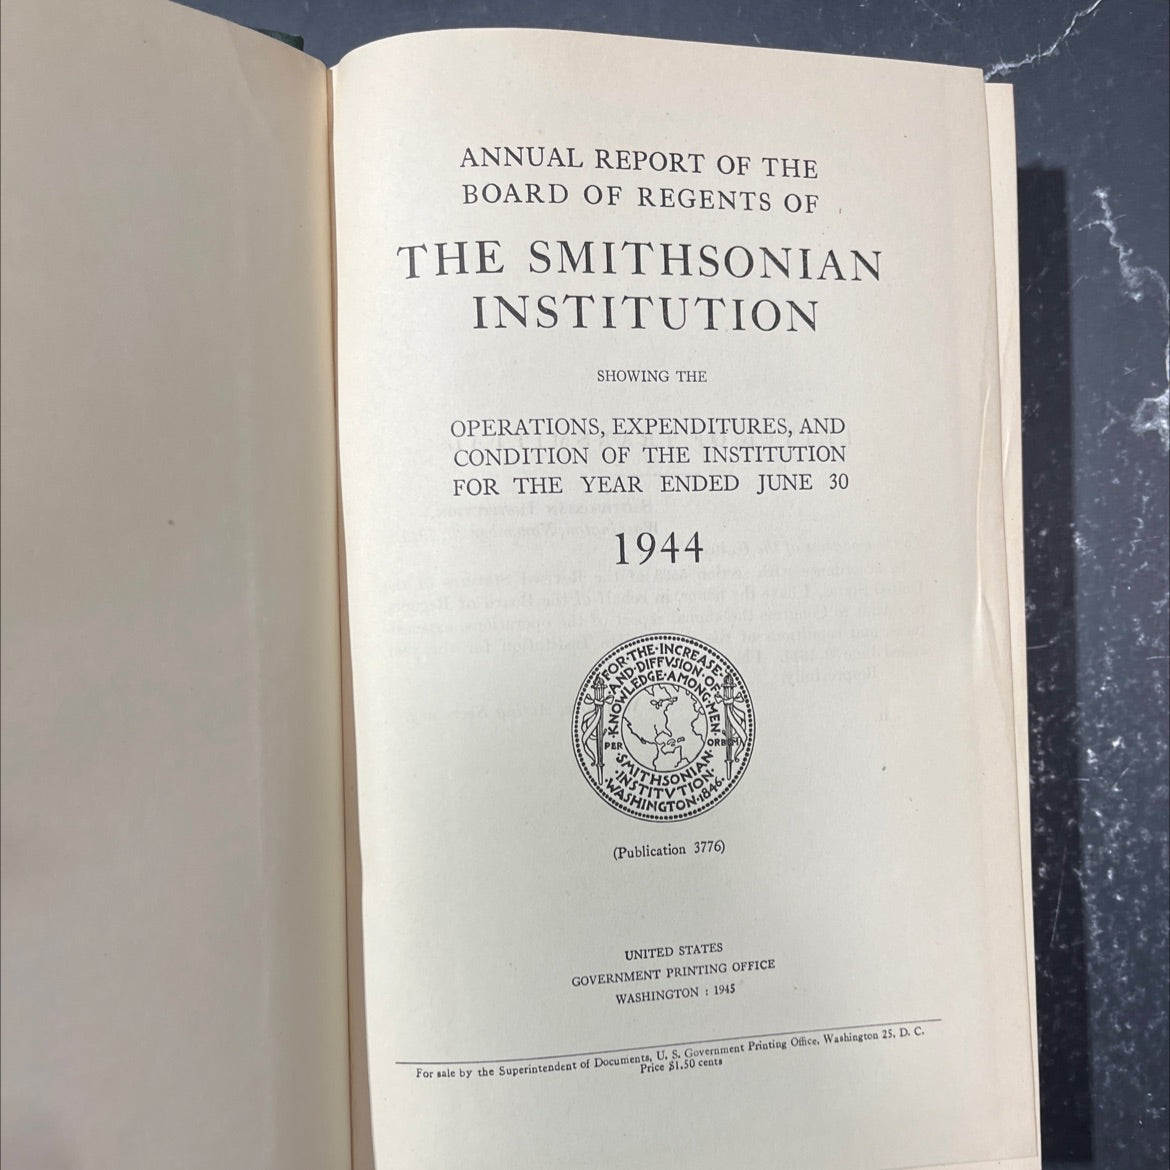 ANNUAL REPORT OF THE
BOARD OF REGENTS OF
THE SMITHSONIAN
INSTITUTION
SHOWING THE
OPERATIONS, EXPENDITURES, AND
CONDITION OF THE INSTITUTION
FOR THE YEAR ENDED JUNE 30
1944
FOR·THE·INCREASE·
·AND·DIFFVSION·OF·
·KNOWLEDGE·AMONG·MEN·
PER ORBEM
·SMITHSONIAN·
·INSTITVTION·
·WASHINGTON·1846·
(Publication 3776)
UNITED STATES
GOVERNMENT PRINTING OFFICE
WASHINGTON : 1945
For sale by the Superintendent of Documents, U. S. Government Printing Office, Washington 25, D. C.
Price $1.50 cents